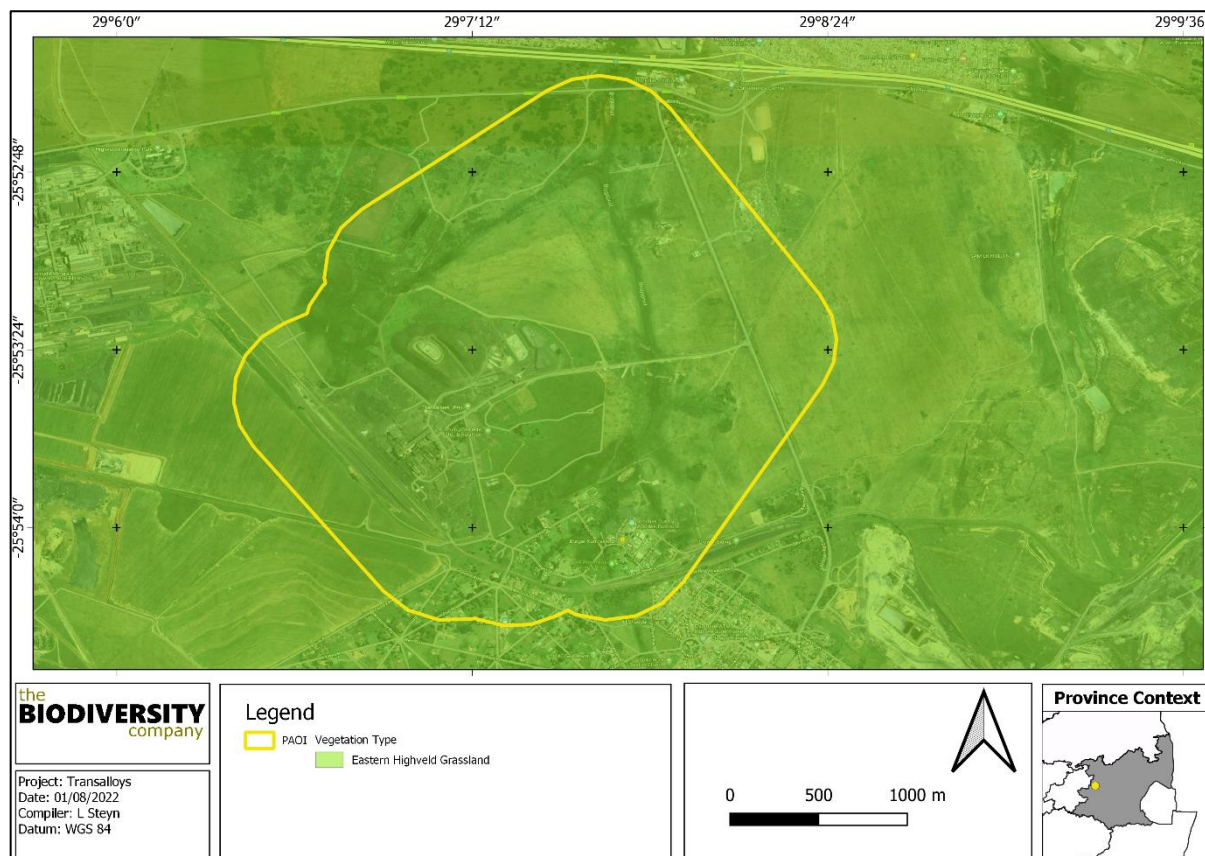 29°6′0″ 29°7′12″ 29°8′24″ 29°9′36″
-25°52′48″
-25°53′24″
-25°54′0″
the
BIODIVERSITY
company
Project: Transalloys
Date: 01/08/2022
Compiler: L Steyn
Datum: WGS 84
Legend
PAOI Vegetation Type
Eastern Highveld Grassland
0 500 1000 m
Province Context